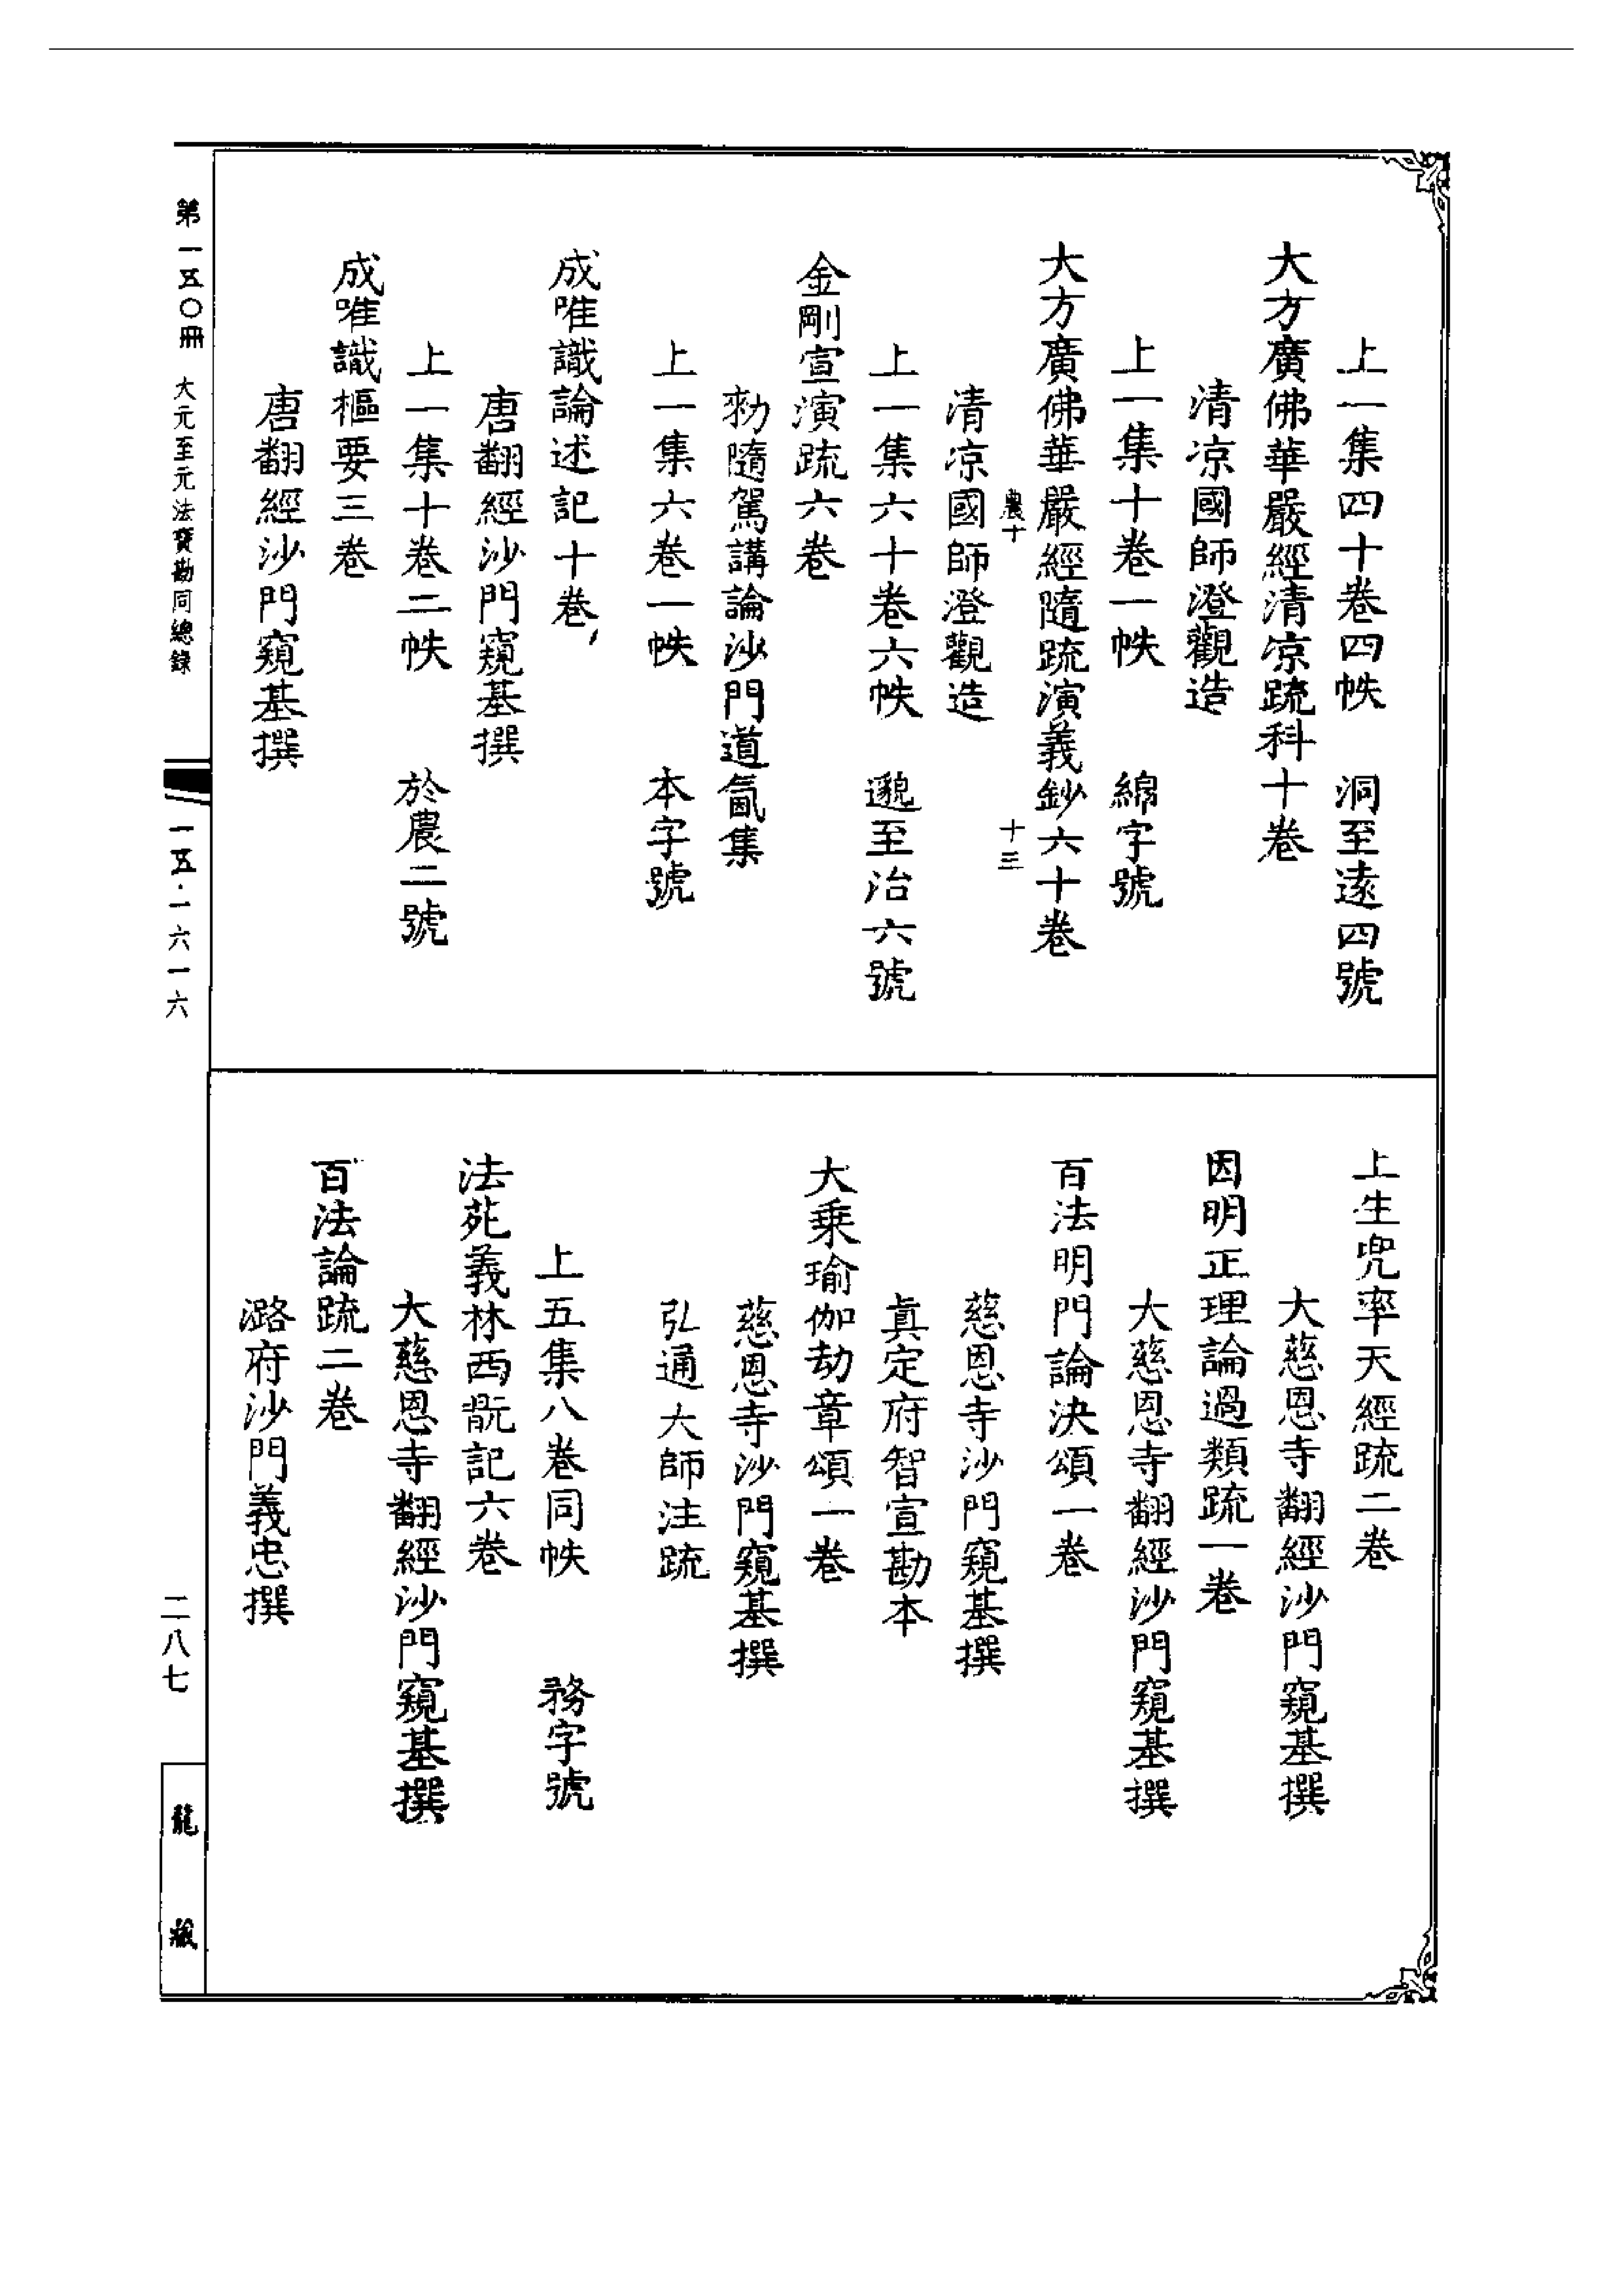 上一集四十卷四帙　洞至遠四號
大方廣佛華嚴經清凉疏科十卷
清凉國師澄觀造
上一集十卷一帙　綿字號
大方廣佛華嚴經隨疏演義鈔六十卷
農十　十三
清凉國師澄觀造
上一集六十卷六帙　邈至治六號
金剛宣演疏六卷
勑隨駕講論沙門道氤集
上一集六卷一帙　本字號
成唯識論述記十卷
唐翻經沙門窺基撰
上一集十卷二帙　於農二號
成唯識樞要三卷
唐翻經沙門窺基撰
上生兜率天經疏二卷
大慈恩寺翻經沙門窺基撰
因明正理論過類疏一卷
大慈恩寺翻經沙門窺基撰
百法明門論決頌一卷
慈恩寺沙門窺基撰
眞定府智宣勘本
大乘瑜伽劫章頌一卷
慈恩寺沙門窺基撰
弘通大師注疏
上五集八卷同帙　務字號
法苑義林西翫記六卷
大慈恩寺翻經沙門窺基撰
百法論疏二卷
潞府沙門義忠撰
第一五〇冊　大元至元法寶勘同總錄
一五·一六一六
二八七
龍藏